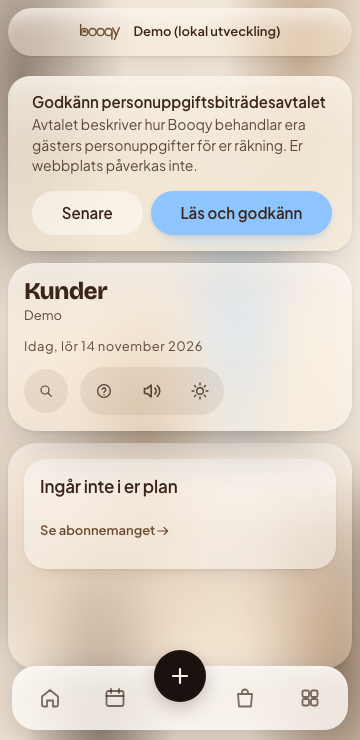 booqy Demo (lokal utveckling)
Godkänn personuppgiftsbiträdesavtalet
Avtalet beskriver hur Booqy behandlar era
gästers personuppgifter för er räkning. Er
webbplats påverkas inte.
Senare
Läs och godkänn
Kunder
Demo
Idag, lör 14 november 2026
Ingår inte i er plan
Se abonnemanget →